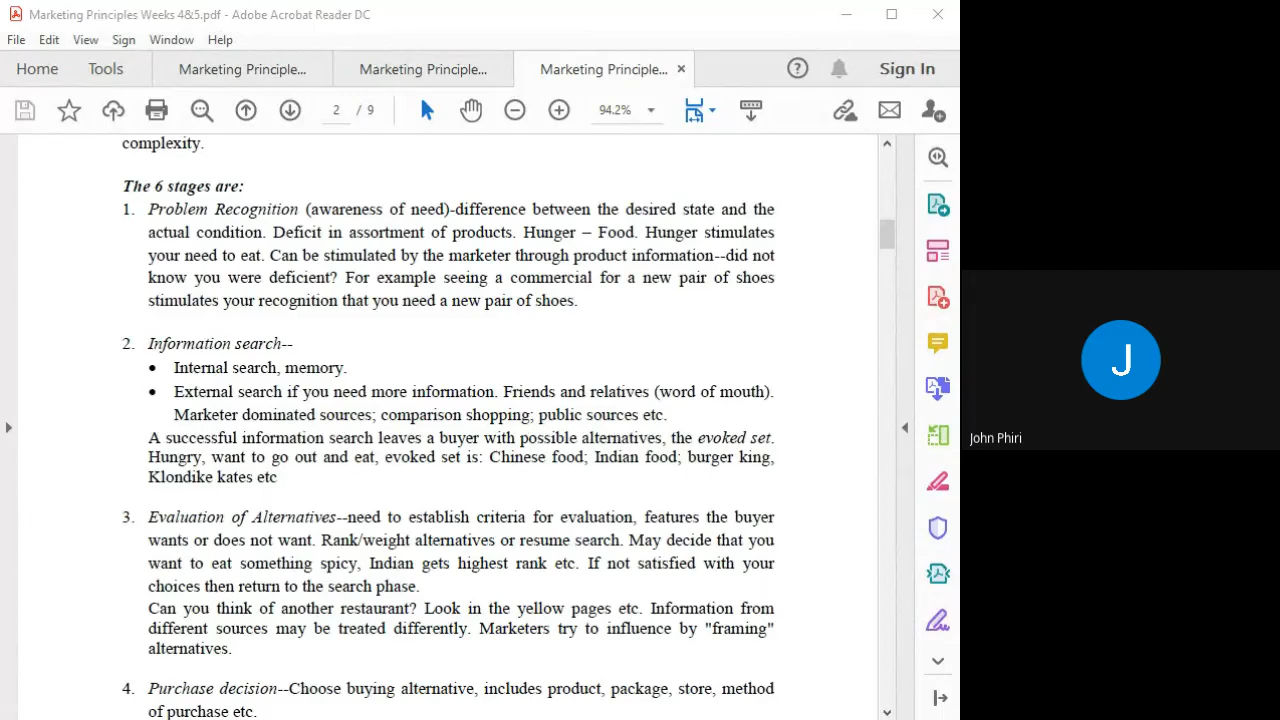 Marketing Principles Weeks 4&5.pdf - Adobe Acrobat Reader DC
File Edit View Sign Window Help
Home Tools Marketing Principle... Marketing Principle... Marketing Principle... × Sign In
2 / 9 94.2%
complexity.
The 6 stages are:
1. Problem Recognition (awareness of need)-difference between the desired state and the
actual condition. Deficit in assortment of products. Hunger – Food. Hunger stimulates
your need to eat. Can be stimulated by the marketer through product information--did not
know you were deficient? For example seeing a commercial for a new pair of shoes
stimulates your recognition that you need a new pair of shoes.
2. Information search--
• Internal search, memory.
• External search if you need more information. Friends and relatives (word of mouth).
Marketer dominated sources; comparison shopping; public sources etc.
A successful information search leaves a buyer with possible alternatives, the evoked set.
Hungry, want to go out and eat, evoked set is: Chinese food; Indian food; burger king,
Klondike kates etc
3. Evaluation of Alternatives--need to establish criteria for evaluation, features the buyer
wants or does not want. Rank/weight alternatives or resume search. May decide that you
want to eat something spicy, Indian gets highest rank etc. If not satisfied with your
choices then return to the search phase.
Can you think of another restaurant? Look in the yellow pages etc. Information from
different sources may be treated differently. Marketers try to influence by "framing"
alternatives.
4. Purchase decision--Choose buying alternative, includes product, package, store, method
of purchase etc.
J
John Phiri